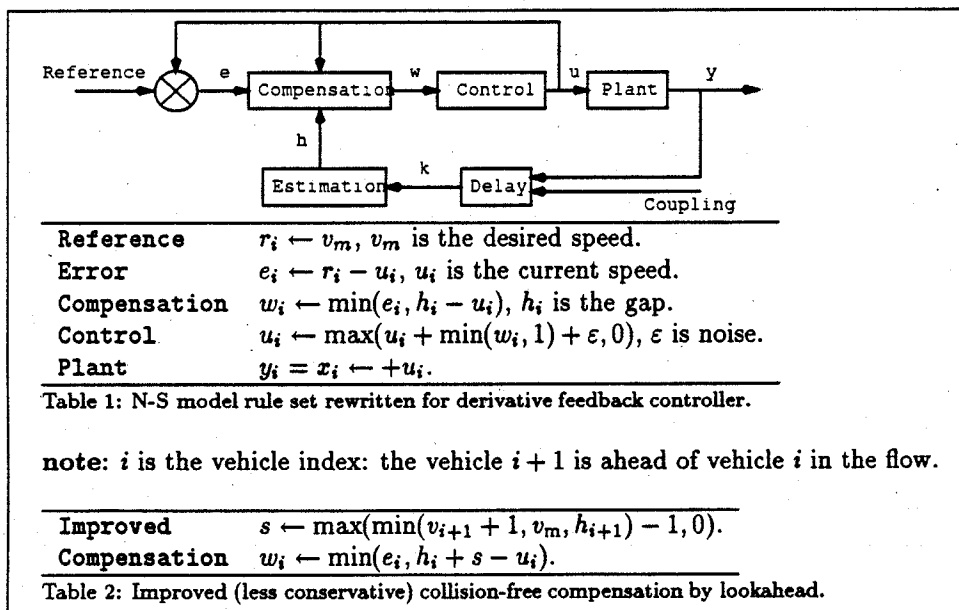 Reference
e
Compensation
w
Control
u
Plant
y
h
Estimation
k
Delay
Coupling
Reference r_i ← v_m, v_m is the desired speed.
Error e_i ← r_i − u_i, u_i is the current speed.
Compensation w_i ← min(e_i, h_i − u_i), h_i is the gap.
Control u_i ← max(u_i + min(w_i, 1) + ε, 0), ε is noise.
Plant y_i = x_i ← +u_i.
Table 1: N-S model rule set rewritten for derivative feedback controller.
note: i is the vehicle index: the vehicle i + 1 is ahead of vehicle i in the flow.
Improved s ← max(min(v_{i+1} + 1, v_m, h_{i+1}) − 1, 0).
Compensation w_i ← min(e_i, h_i + s − u_i).
Table 2: Improved (less conservative) collision-free compensation by lookahead.